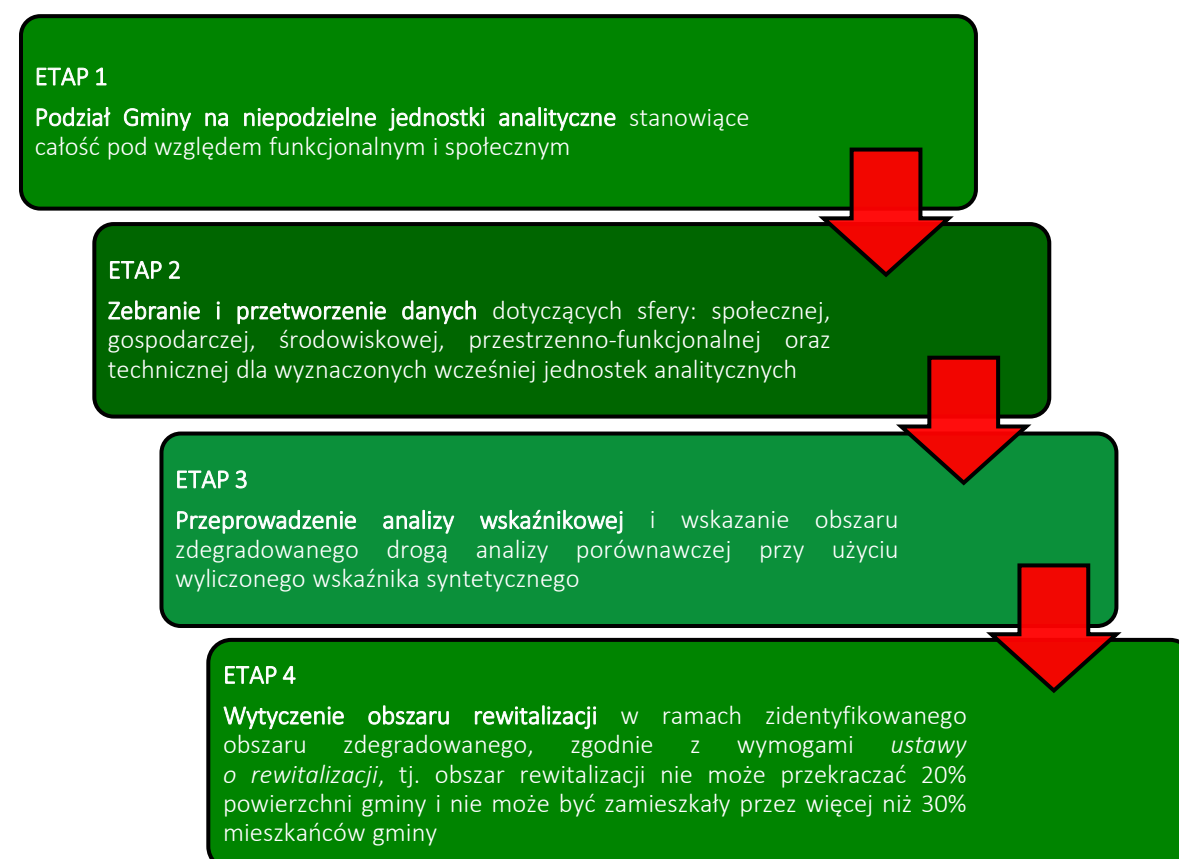 ETAP 1
Podział Gminy na niepodzielne jednostki analityczne stanowiące
całość pod względem funkcjonalnym i społecznym
ETAP 2
Zebranie i przetworzenie danych dotyczących sfery: społecznej,
gospodarczej, środowiskowej, przestrzenno-funkcjonalnej oraz
technicznej dla wyznaczonych wcześniej jednostek analitycznych
ETAP 3
Przeprowadzenie analizy wskaźnikowej i wskazanie obszaru
zdegradowanego drogą analizy porównawczej przy użyciu
wyliczonego wskaźnika syntetycznego
ETAP 4
Wytyczenie obszaru rewitalizacji w ramach zidentyfikowanego
obszaru zdegradowanego, zgodnie z wymogami ustawy
o rewitalizacji, tj. obszar rewitalizacji nie może przekraczać 20%
powierzchni gminy i nie może być zamieszkały przez więcej niż 30%
mieszkańców gminy